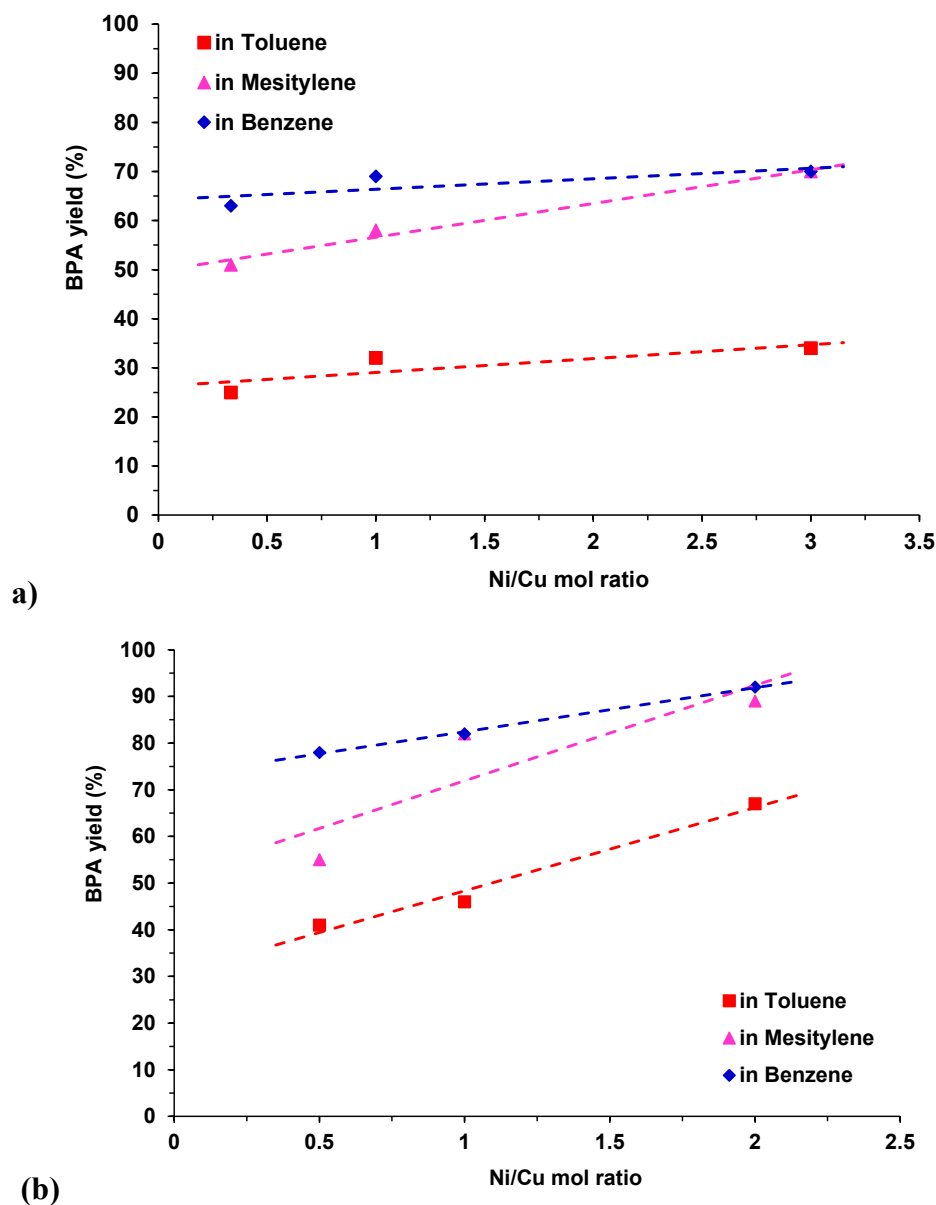 100
90
80
70
60
50
40
30
20
10
0
BPA yield (%)
in Toluene
in Mesitylene
in Benzene
0 0.5 1 1.5 2 2.5 3 3.5
Ni/Cu mol ratio
a)
100
90
80
70
60
50
40
30
20
10
0
BPA yield (%)
in Toluene
in Mesitylene
in Benzene
0 0.5 1 1.5 2 2.5
Ni/Cu mol ratio
(b)